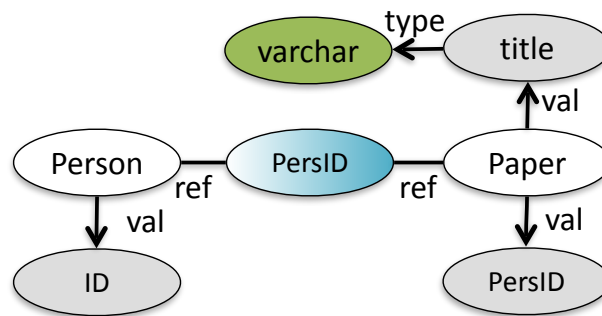 varchar
type
title
val
Person
ref
PersID
ref
Paper
val
val
ID
PersID